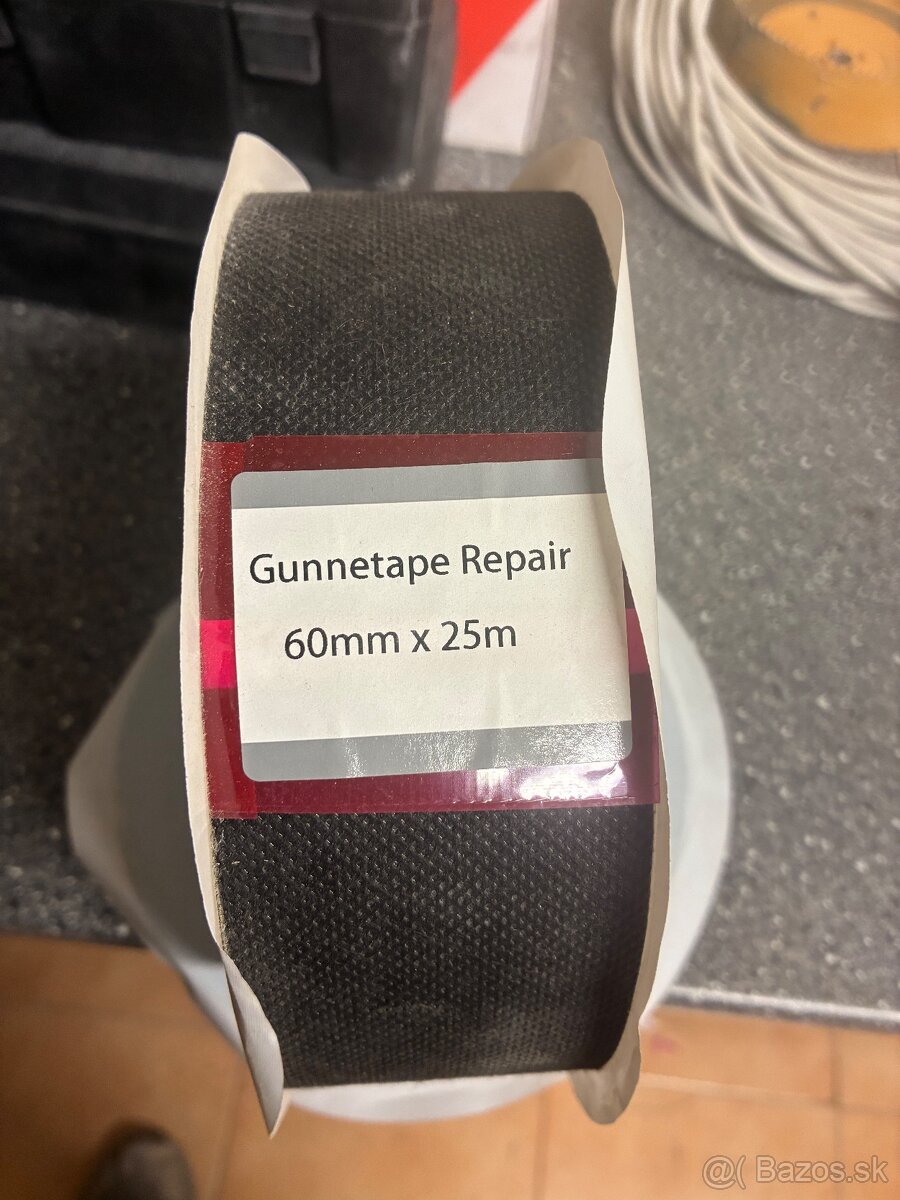 Gunnetape Repair
60mm x 25m
@( Bazos.sk